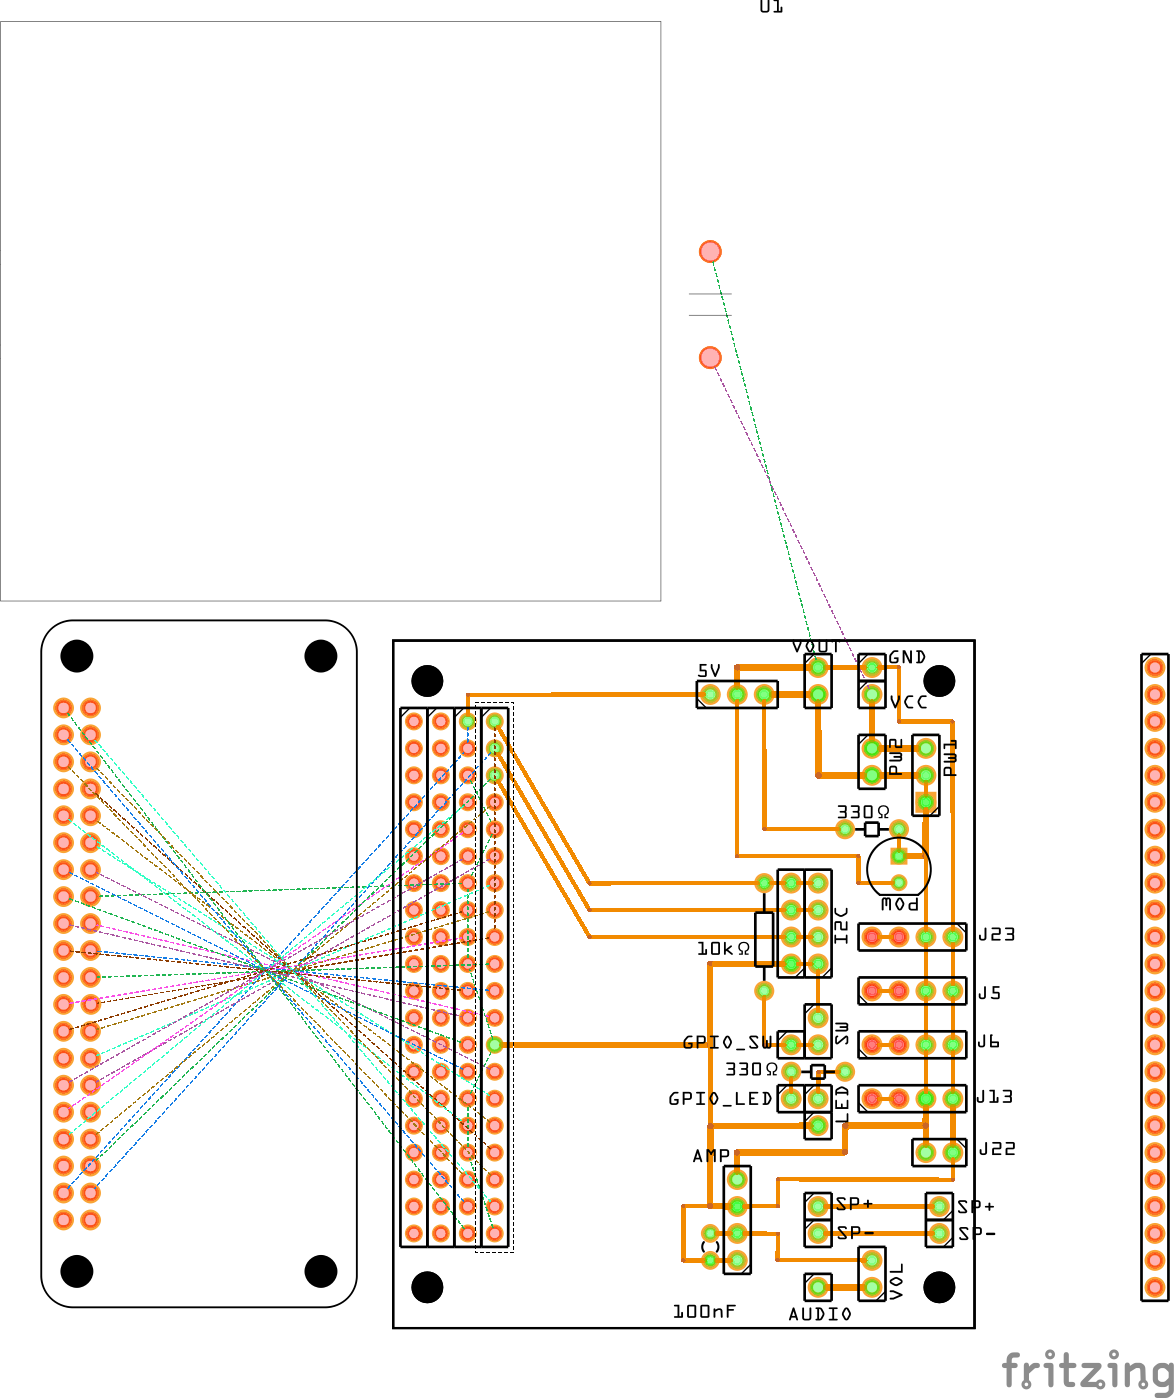 U1
VOUT
GND
5V
VCC
PW2
PW1
330Ω
MOd
I2C
J23
10kΩ
J5
SW
GPIO_SW
J6
330Ω
GPIO_LED
LED
J13
AMP
J22
SP+
SP+
SP-
SP-
()
VOL
100nF
AUDIO
fritzing